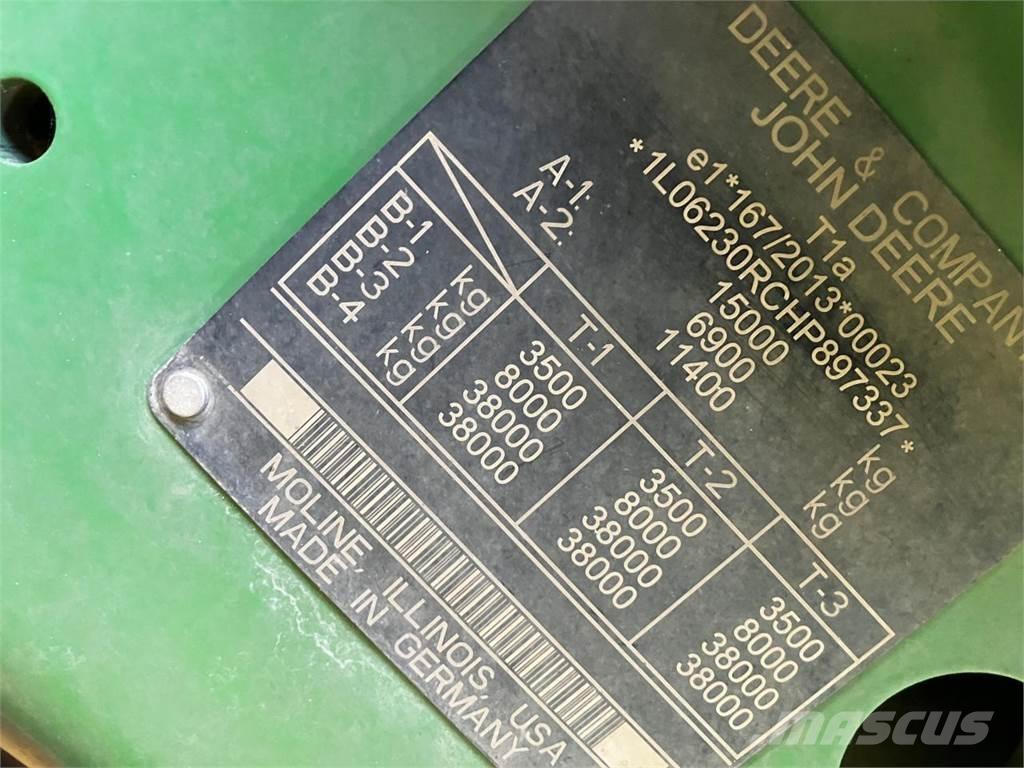 DEERE & COMPANY
JOHN DEERE
T1a
e1*167/2013*00023
*1L06230RCHP897337*
15000 kg
A-1: 6900 kg
A-2: 11400 kg
T-1 T-2 T-3
B-1 kg 3500 3500 3500
B-2 kg 8000 8000 8000
B-3 kg 38000 38000 38000
B-4 kg 38000 38000 38000
MOLINE, ILLINOIS, USA
MADE IN GERMANY
MASCUS